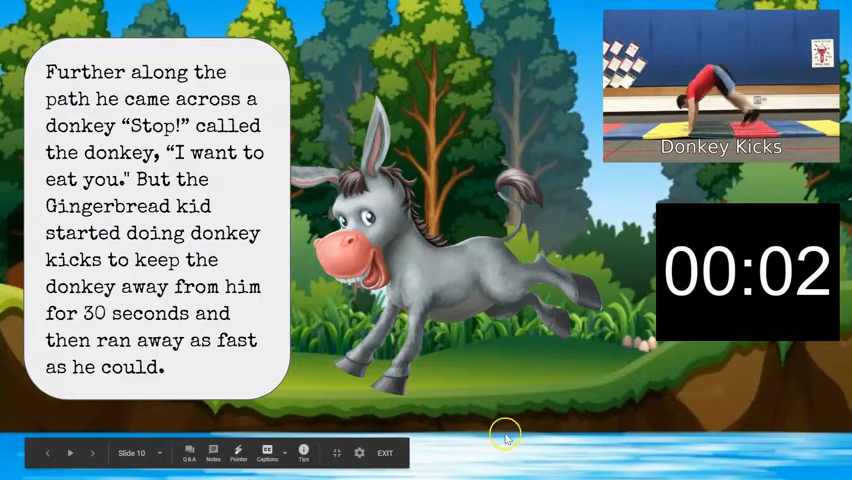 Further along the
path he came across a
donkey “Stop!” called
the donkey, “I want to
eat you." But the
Gingerbread kid
started doing donkey
kicks to keep the
donkey away from him
for 30 seconds and
then ran away as fast
as he could.
Donkey Kicks
00:02
Slide 10
Q & A
Notes
Pointer
Captions
Tips
EXIT